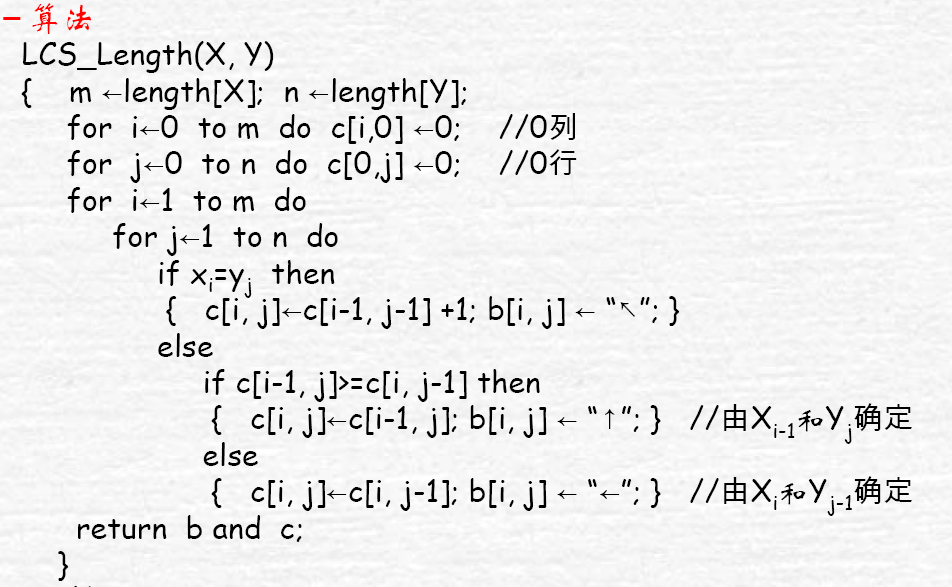 -算法
LCS_Length(X, Y)
{ m ←length[X]; n ←length[Y];
for i←0 to m do c[i,0] ←0; //0列
for j←0 to n do c[0,j] ←0; //0行
for i←1 to m do
for j←1 to n do
if xi=yj then
{ c[i, j]←c[i-1, j-1] +1; b[i, j] ← “↖”; }
else
if c[i-1, j]>=c[i, j-1] then
{ c[i, j]←c[i-1, j]; b[i, j] ← “↑”; } //由Xi-1和Yj确定
else
{ c[i, j]←c[i, j-1]; b[i, j] ← “←”; } //由Xi和Yj-1确定
return b and c;
}